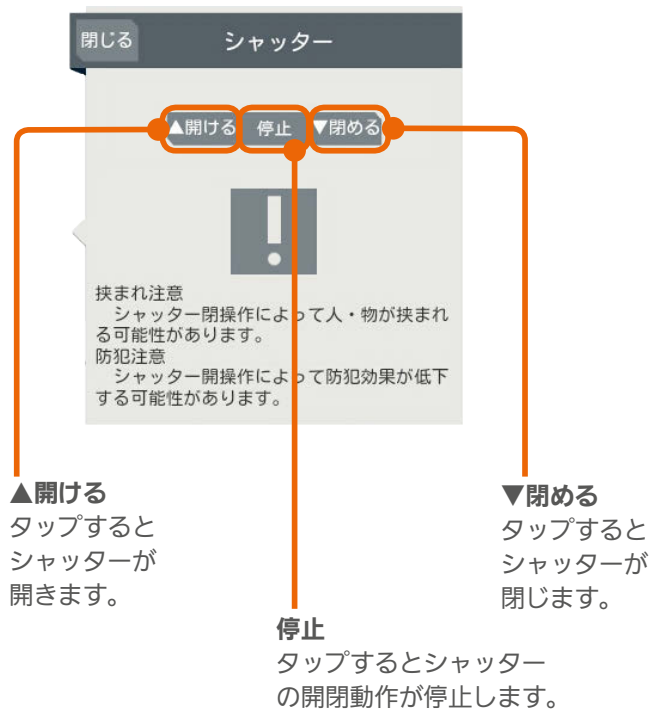 閉じる シャッター
▲開ける 停止 ▼閉める
挟まれ注意
　シャッター閉操作によって人・物が挟まれ
る可能性があります。
防犯注意
　シャッター開操作によって防犯効果が低下
する可能性があります。
▲開ける
タップすると
シャッターが
開きます。
▼閉める
タップすると
シャッターが
閉じます。
停止
タップするとシャッター
の開閉動作が停止します。